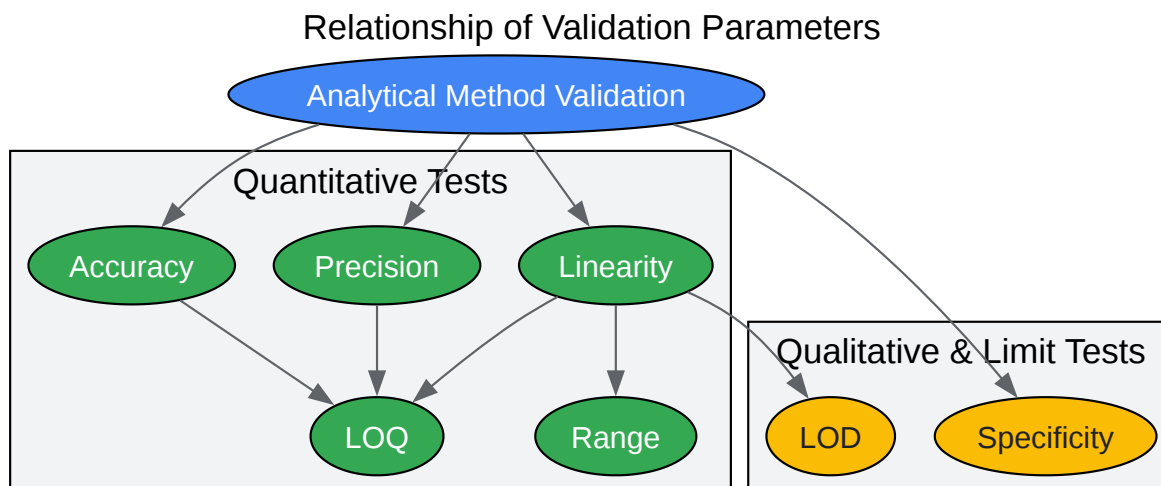 Relationship of Validation Parameters
Analytical Method Validation
Quantitative Tests
Accuracy
Precision
Linearity
Qualitative & Limit Tests
LOQ
Range
LOD
Specificity